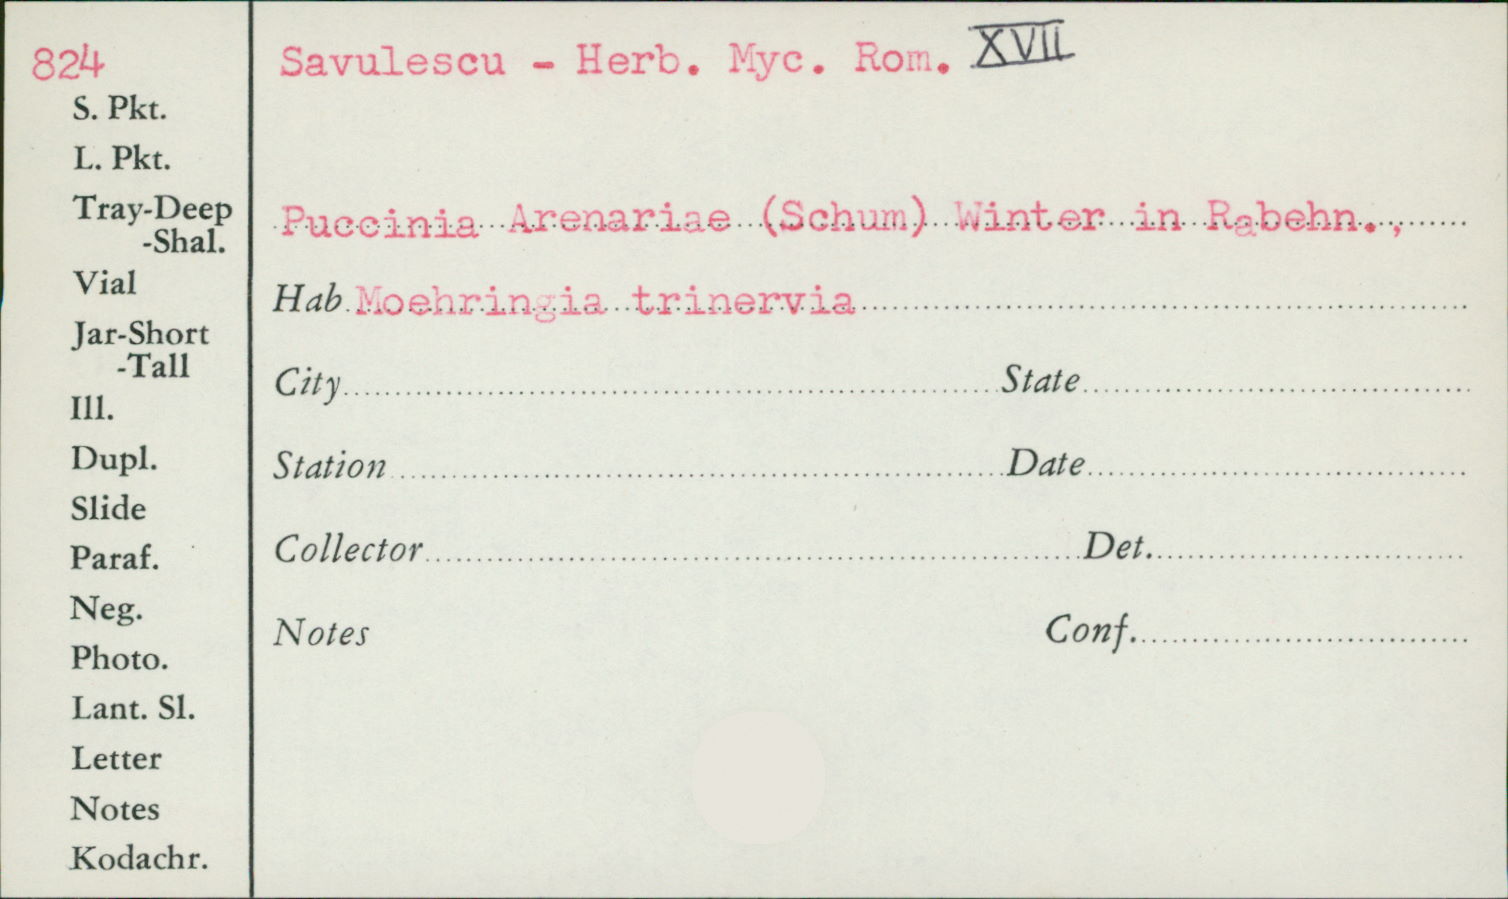 824
Savulescu - Herb. Myc. Rom. XVII
S. Pkt.
L. Pkt.
Tray-Deep
-Shal.
Vial
Jar-Short
-Tall
Ill.
Dupl.
Slide
Paraf.
Neg.
Photo.
Lant. Sl.
Letter
Notes
Kodachr.
Puccinia Arenariae (Schum) Winter in Rabehn.,
Hab. Moehringia trinervia
City State
Station Date
Collector Det.
Notes Conf.